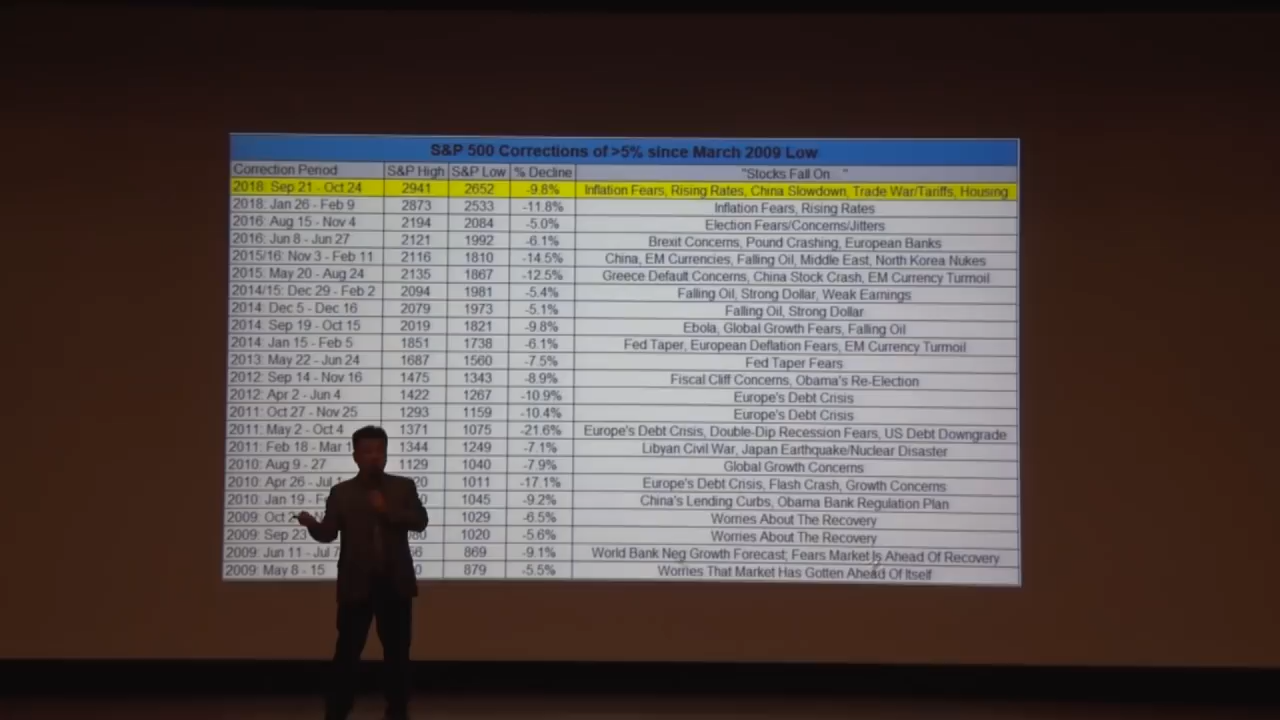 S&P 500 Corrections of >5% since March 2009 Low
Correction Period S&P High S&P Low % Decline "Stocks Fall On "
2018: Sep 21 - Oct 24 2941 2652 -9.8% Inflation Fears, Rising Rates, China Slowdown, Trade War/Tariffs, Housing
2018: Jan 26 - Feb 9 2873 2533 -11.8% Inflation Fears, Rising Rates
2016: Aug 15 - Nov 4 2194 2084 -5.0% Election Fears/Concerns/Jitters
2016: Jun 8 - Jun 27 2121 1992 -6.1% Brexit Concerns, Pound Crashing, European Banks
2015/16: Nov 3 - Feb 11 2116 1810 -14.5% China, EM Currencies, Falling Oil, Middle East, North Korea Nukes
2015: May 20 - Aug 24 2135 1867 -12.5% Greece Default Concerns, China Stock Crash, EM Currency Turmoil
2014/15: Dec 29 - Feb 2 2094 1981 -5.4% Falling Oil, Strong Dollar, Weak Earnings
2014: Dec 5 - Dec 16 2079 1973 -5.1% Falling Oil, Strong Dollar
2014: Sep 19 - Oct 15 2019 1821 -9.8% Ebola, Global Growth Fears, Falling Oil
2014: Jan 15 - Feb 5 1851 1738 -6.1% Fed Taper, European Deflation Fears, EM Currency Turmoil
2013: May 22 - Jun 24 1687 1560 -7.5% Fed Taper Fears
2012: Sep 14 - Nov 16 1475 1343 -8.9% Fiscal Cliff Concerns, Obama's Re-Election
2012: Apr 2 - Jun 4 1422 1267 -10.9% Europe's Debt Crisis
2011: Oct 27 - Nov 25 1293 1159 -10.4% Europe's Debt Crisis
2011: May 2 - Oct 4 1371 1075 -21.6% Europe's Debt Crisis, Double-Dip Recession Fears, US Debt Downgrade
2011: Feb 18 - Mar 1344 1249 -7.1% Libyan Civil War, Japan Earthquake/Nuclear Disaster
2010: Aug 9 - 27 1129 1040 -7.9% Global Growth Concerns
2010: Apr 26 - Jul 1011 -17.1% Europe's Debt Crisis, Flash Crash, Growth Concerns
2010: Jan 19 - 1045 -9.2% China's Lending Curbs, Obama Bank Regulation Plan
2009: Oct 1029 -6.5% Worries About The Recovery
2009: Sep 23 1020 -5.6% Worries About The Recovery
2009: Jun 11 - Jul 869 -9.1% World Bank Neg Growth Forecast; Fears Market Is Ahead Of Recovery
2009: May 8 - 15 879 -5.5% Worries That Market Has Gotten Ahead Of Itself